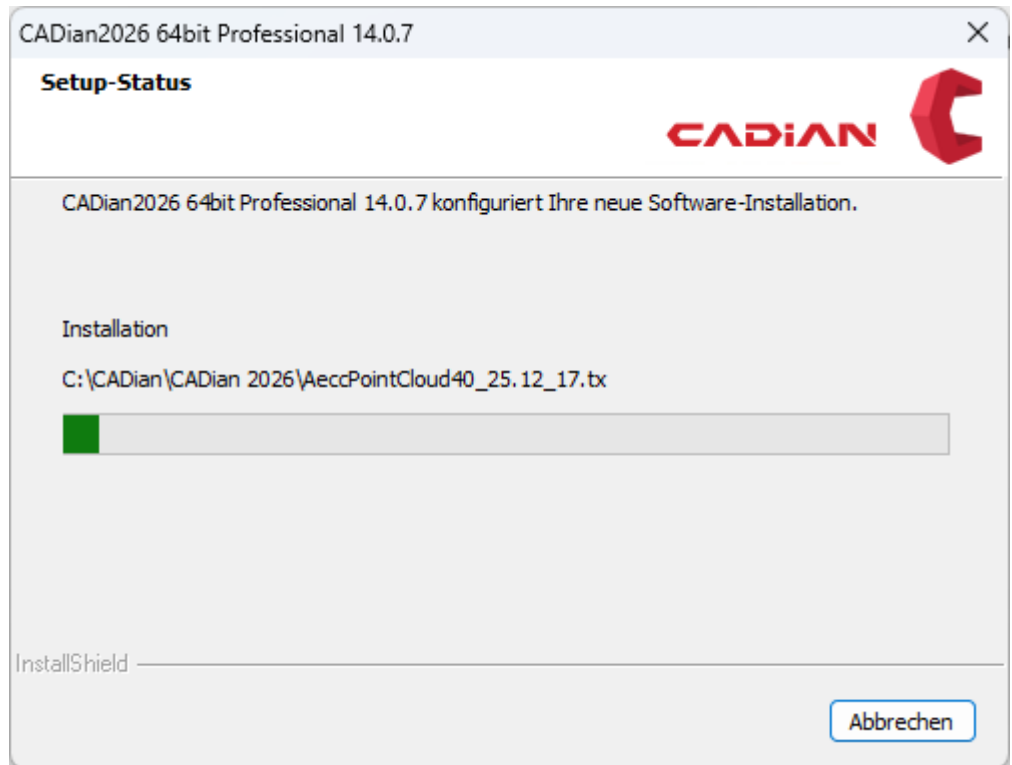 CADian2026 64bit Professional 14.0.7
Setup-Status
CADiAN
CADian2026 64bit Professional 14.0.7 konfiguriert Ihre neue Software-Installation.
Installation
C:\CADian\CADian 2026\AeccPointCloud40_25.12_17.tx
InstallShield
Abbrechen